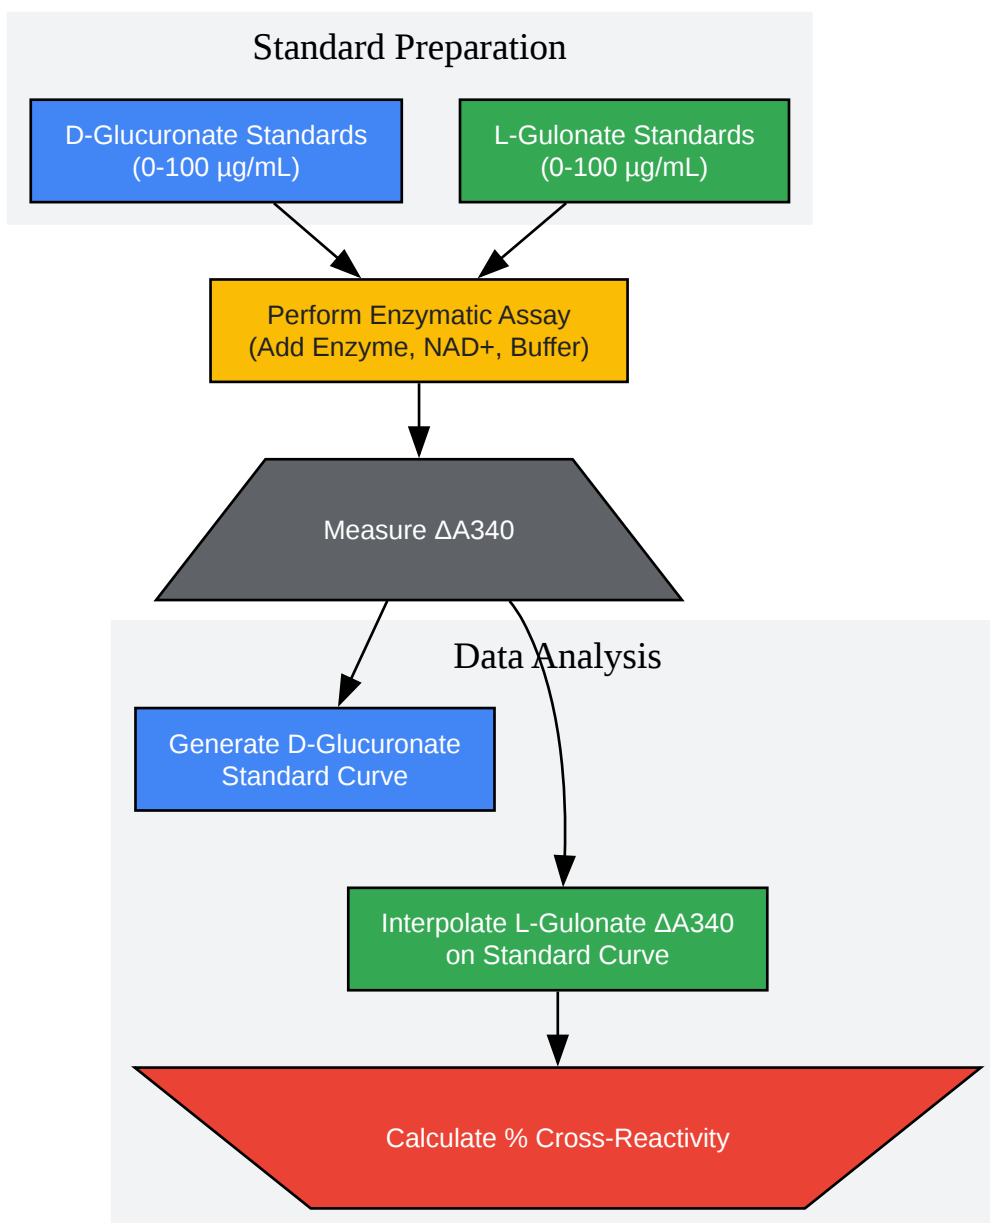 Standard Preparation
D-Glucuronate Standards
(0-100 µg/mL)
L-Gulonate Standards
(0-100 µg/mL)
Perform Enzymatic Assay
(Add Enzyme, NAD+, Buffer)
Measure ΔA340
Data Analysis
Generate D-Glucuronate
Standard Curve
Interpolate L-Gulonate ΔA340
on Standard Curve
Calculate % Cross-Reactivity